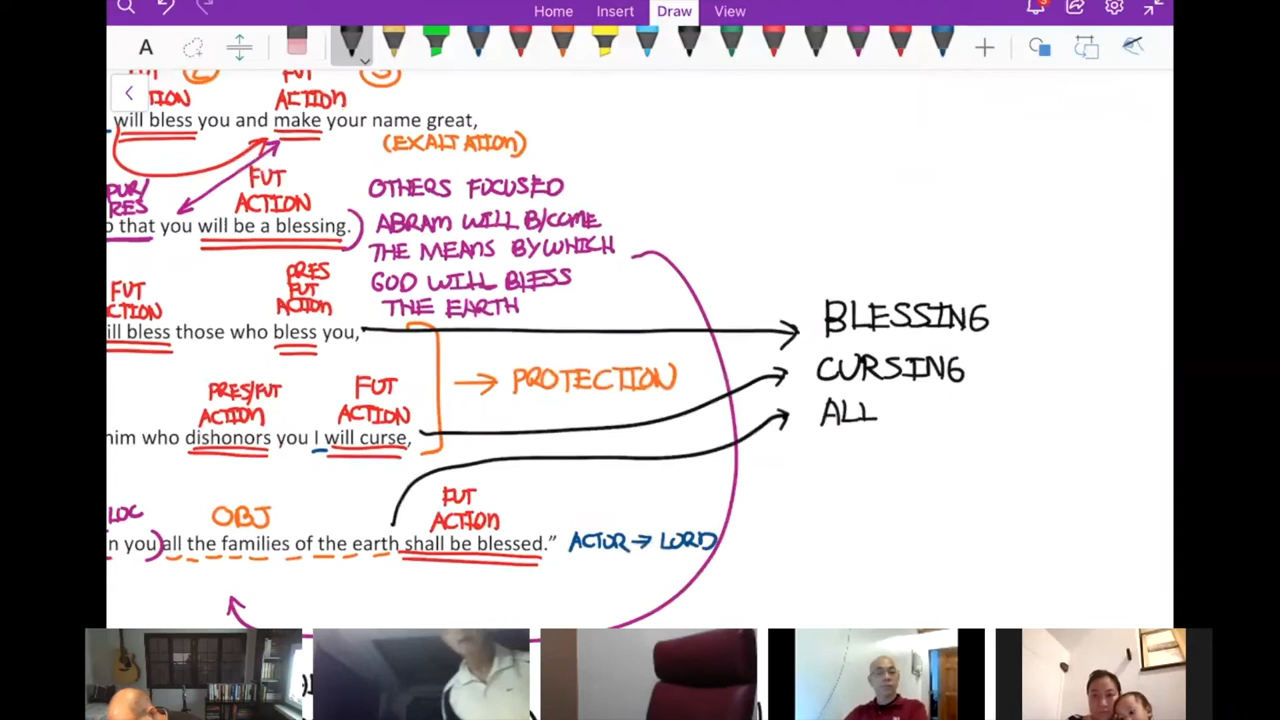 Home Insert Draw View
A
FUT
ACTION
ACTION
will bless you and make your name great,
(EXALTATION)
PUR/
RES
FUT
ACTION
OTHERS FOCUSED
that you will be a blessing.
ABRAM WILL B/COME
THE MEANS BY WHICH
GOD WILL BLESS
THE EARTH
FUT
PRES
FUT
ACTION
bless those who bless you,
BLESSING
PROTECTION
CURSING
PRES/FUT
ACTION
FUT
ACTION
ALL
who dishonors you I will curse,
LOC
OBJ
FUT
ACTION
you all the families of the earth shall be blessed.”
ACTOR → LORD